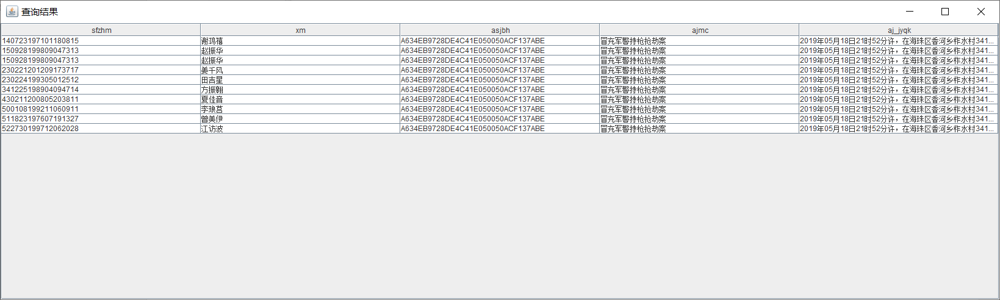 查询结果
sfzhm xm asjbh ajmc aj_jyqk
140723197101180815 谢鸿禧 A634EB9728DE4C41E050050ACF137ABE 冒充军警持枪抢劫案 2019年05月18日21时52分许，在海珠区香河乡柞水村341...
150928199809047313 赵振华 A634EB9728DE4C41E050050ACF137ABE 冒充军警持枪抢劫案 2019年05月18日21时52分许，在海珠区香河乡柞水村341...
150928199809047313 赵振华 A634EB9728DE4C41E050050ACF137ABE 冒充军警持枪抢劫案 2019年05月18日21时52分许，在海珠区香河乡柞水村341...
230221201209173717 姜千风 A634EB9728DE4C41E050050ACF137ABE 冒充军警持枪抢劫案 2019年05月18日21时52分许，在海珠区香河乡柞水村341...
230224199305012512 田吉星 A634EB9728DE4C41E050050ACF137ABE 冒充军警持枪抢劫案 2019年05月18日21时52分许，在海珠区香河乡柞水村341...
341225198904094714 方振翱 A634EB9728DE4C41E050050ACF137ABE 冒充军警持枪抢劫案 2019年05月18日21时52分许，在海珠区香河乡柞水村341...
430211200805203811 夏佳音 A634EB9728DE4C41E050050ACF137ABE 冒充军警持枪抢劫案 2019年05月18日21时52分许，在海珠区香河乡柞水村341...
500108199211060911 李琅莒 A634EB9728DE4C41E050050ACF137ABE 冒充军警持枪抢劫案 2019年05月18日21时52分许，在海珠区香河乡柞水村341...
511823197607191327 曾美伊 A634EB9728DE4C41E050050ACF137ABE 冒充军警持枪抢劫案 2019年05月18日21时52分许，在海珠区香河乡柞水村341...
522730199712062028 江访波 A634EB9728DE4C41E050050ACF137ABE 冒充军警持枪抢劫案 2019年05月18日21时52分许，在海珠区香河乡柞水村341...